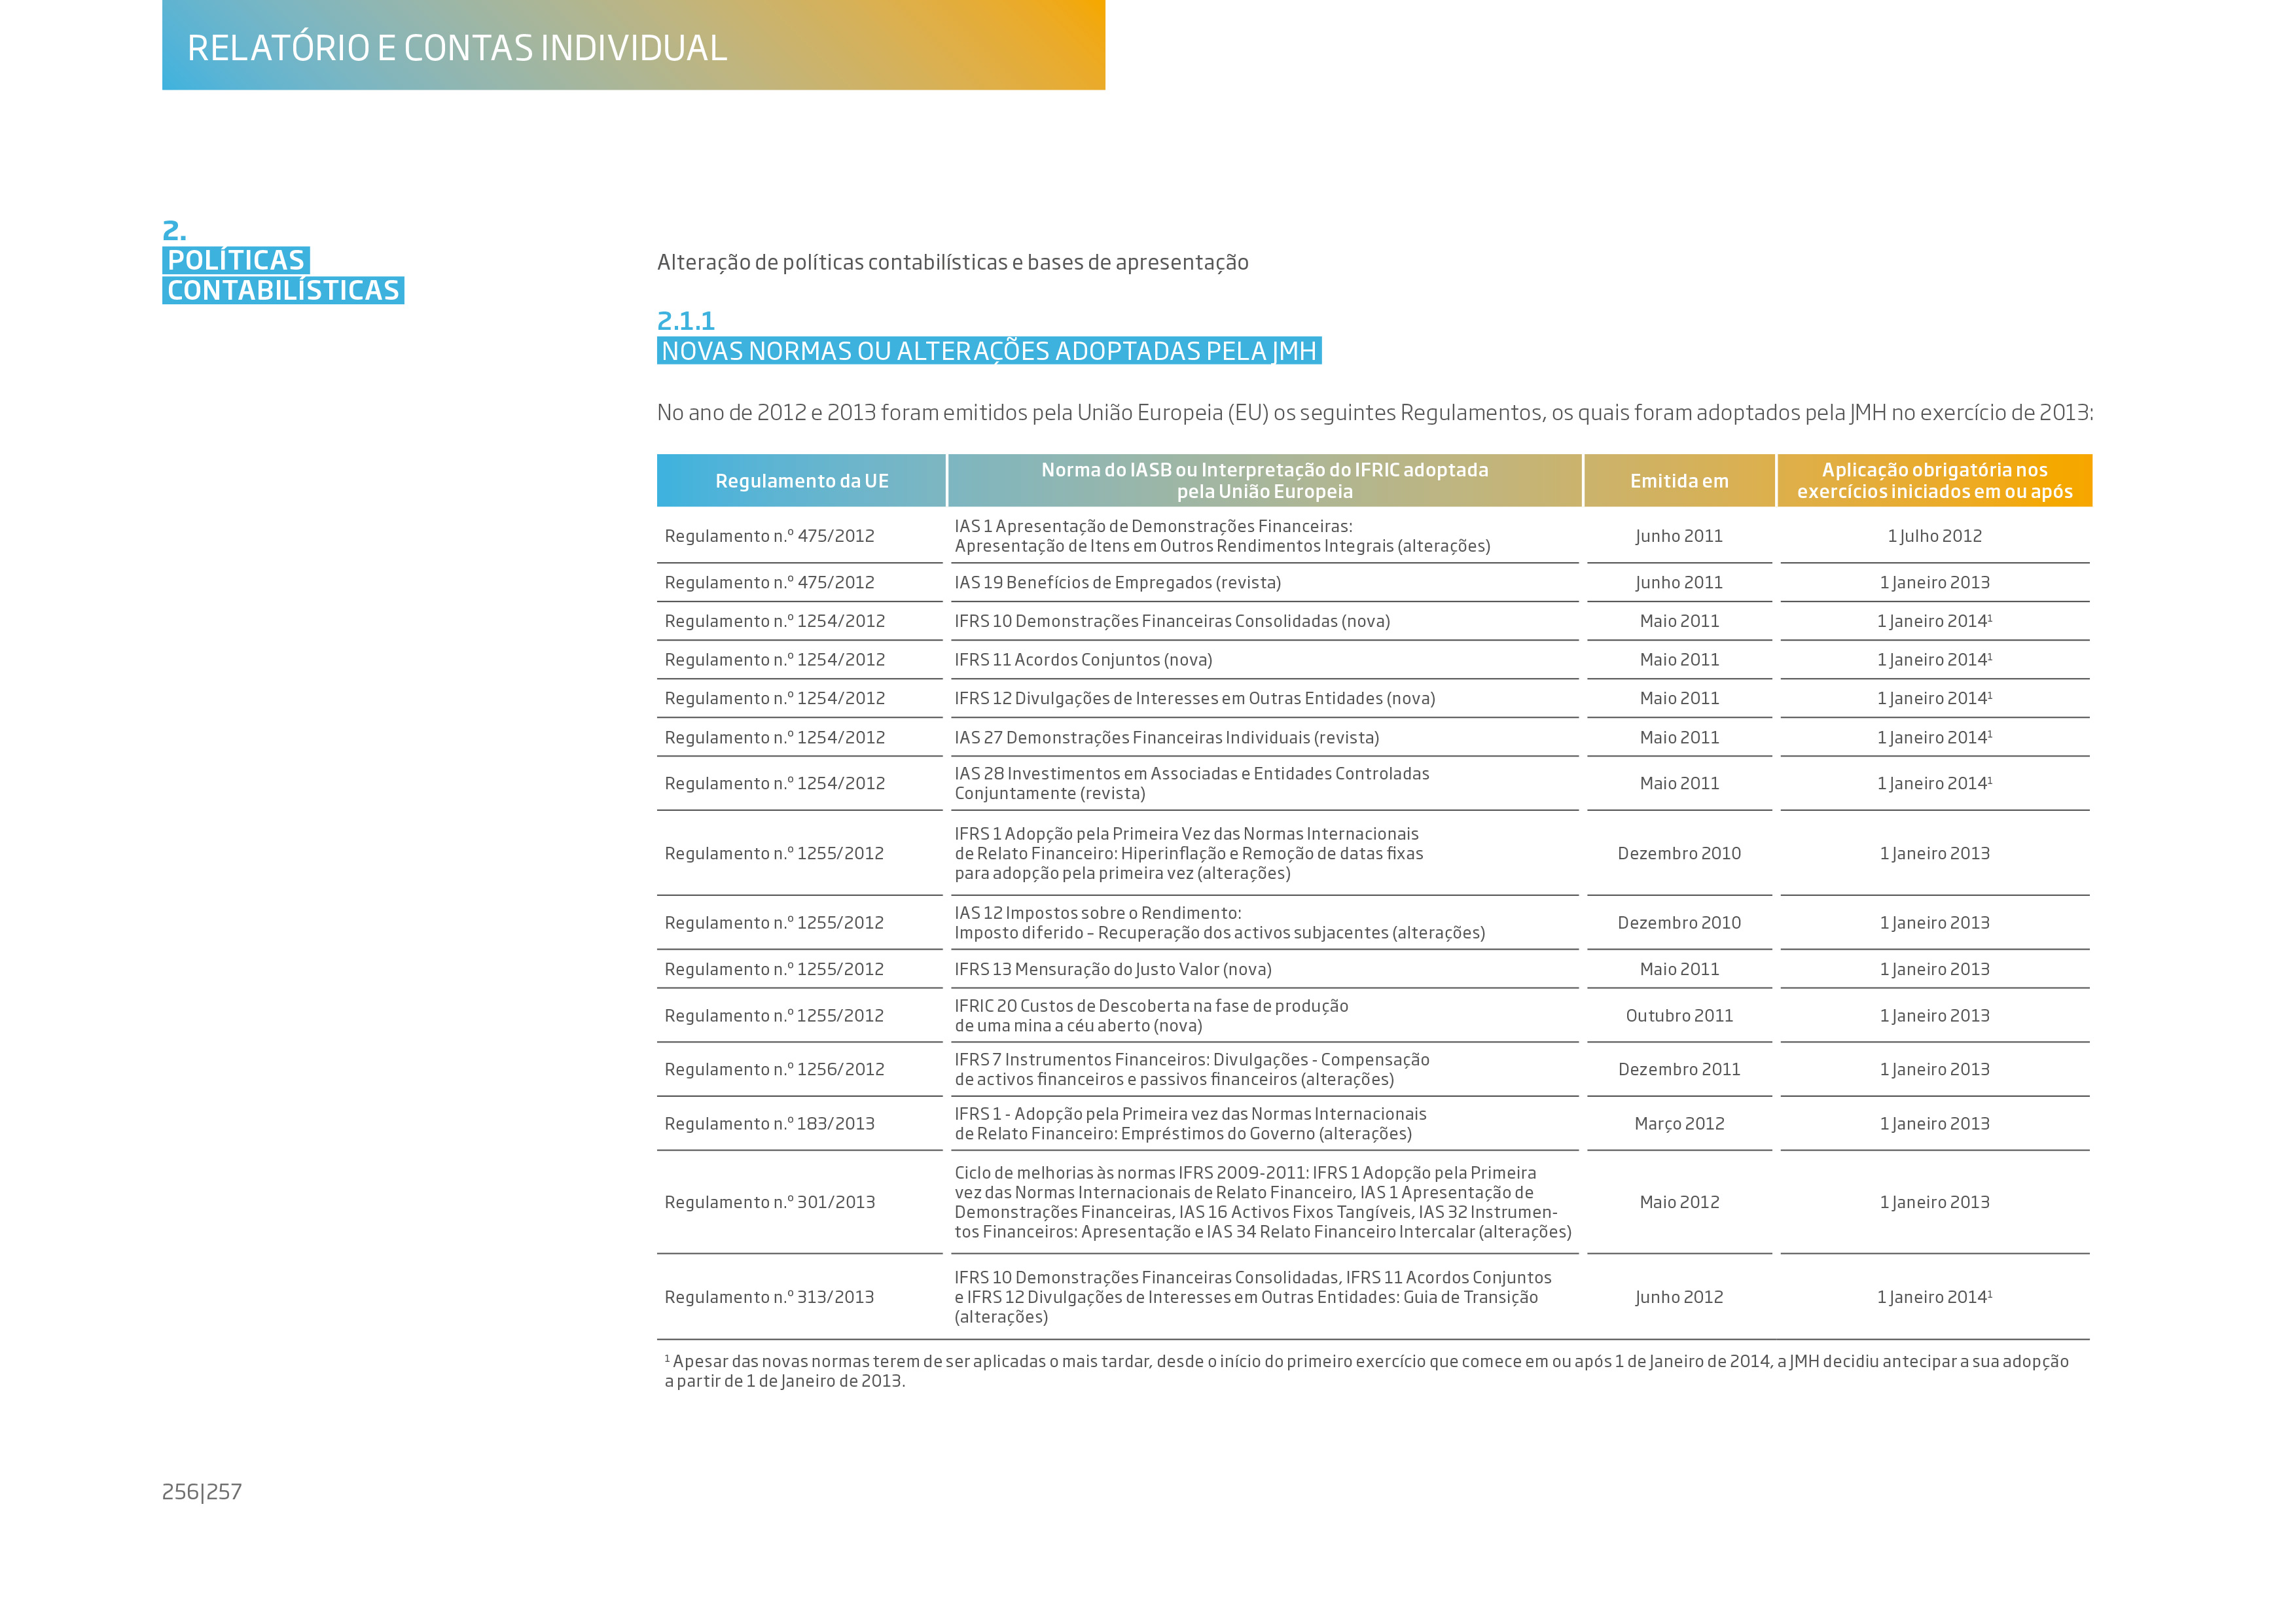 RELATÓRIO E CONTAS INDIVIDUAL
2.
POLÍTICAS
CONTABILÍSTICAS
Alteração de políticas contabilísticas e bases de apresentação
2.1.1
NOVAS NORMAS OU ALTERAÇÕES ADOPTADAS PELA JMH
No ano de 2012 e 2013 foram emitidos pela União Europeia (EU) os seguintes Regulamentos, os quais foram adoptados pela JMH no exercício de 2013:
Regulamento da UE
Norma do IASB ou Interpretação do IFRIC adoptada
pela União Europeia
Emitida em
Aplicação obrigatória nos
exercícios iniciados em ou após
Regulamento n.º 475/2012
IAS 1 Apresentação de Demonstrações Financeiras:
Apresentação de Itens em Outros Rendimentos Integrais (alterações)
Junho 2011
1 Julho 2012
Regulamento n.º 475/2012
IAS 19 Benefícios de Empregados (revista)
Junho 2011
1 Janeiro 2013
Regulamento n.º 1254/2012
IFRS 10 Demonstrações Financeiras Consolidadas (nova)
Maio 2011
1 Janeiro 2014¹
Regulamento n.º 1254/2012
IFRS 11 Acordos Conjuntos (nova)
Maio 2011
1 Janeiro 2014¹
Regulamento n.º 1254/2012
IFRS 12 Divulgações de Interesses em Outras Entidades (nova)
Maio 2011
1 Janeiro 2014¹
Regulamento n.º 1254/2012
IAS 27 Demonstrações Financeiras Individuais (revista)
Maio 2011
1 Janeiro 2014¹
Regulamento n.º 1254/2012
IAS 28 Investimentos em Associadas e Entidades Controladas
Conjuntamente (revista)
Maio 2011
1 Janeiro 2014¹
Regulamento n.º 1255/2012
IFRS 1 Adopção pela Primeira Vez das Normas Internacionais
de Relato Financeiro: Hiperinflação e Remoção de datas fixas
para adopção pela primeira vez (alterações)
Dezembro 2010
1 Janeiro 2013
Regulamento n.º 1255/2012
IAS 12 Impostos sobre o Rendimento:
Imposto diferido – Recuperação dos activos subjacentes (alterações)
Dezembro 2010
1 Janeiro 2013
Regulamento n.º 1255/2012
IFRS 13 Mensuração do Justo Valor (nova)
Maio 2011
1 Janeiro 2013
Regulamento n.º 1255/2012
IFRIC 20 Custos de Descoberta na fase de produção
de uma mina a céu aberto (nova)
Outubro 2011
1 Janeiro 2013
Regulamento n.º 1256/2012
IFRS 7 Instrumentos Financeiros: Divulgações - Compensação
de activos financeiros e passivos financeiros (alterações)
Dezembro 2011
1 Janeiro 2013
Regulamento n.º 183/2013
IFRS 1 - Adopção pela Primeira vez das Normas Internacionais
de Relato Financeiro: Empréstimos do Governo (alterações)
Março 2012
1 Janeiro 2013
Regulamento n.º 301/2013
Ciclo de melhorias às normas IFRS 2009-2011: IFRS 1 Adopção pela Primeira
vez das Normas Internacionais de Relato Financeiro, IAS 1 Apresentação de
Demonstrações Financeiras, IAS 16 Activos Fixos Tangíveis, IAS 32 Instrumen-
tos Financeiros: Apresentação e IAS 34 Relato Financeiro Intercalar (alterações)
Maio 2012
1 Janeiro 2013
Regulamento n.º 313/2013
IFRS 10 Demonstrações Financeiras Consolidadas, IFRS 11 Acordos Conjuntos
e IFRS 12 Divulgações de Interesses em Outras Entidades: Guia de Transição
(alterações)
Junho 2012
1 Janeiro 2014¹
¹ Apesar das novas normas terem de ser aplicadas o mais tardar, desde o início do primeiro exercício que comece em ou após 1 de Janeiro de 2014, a JMH decidiu antecipar a sua adopção
a partir de 1 de Janeiro de 2013.
256|257